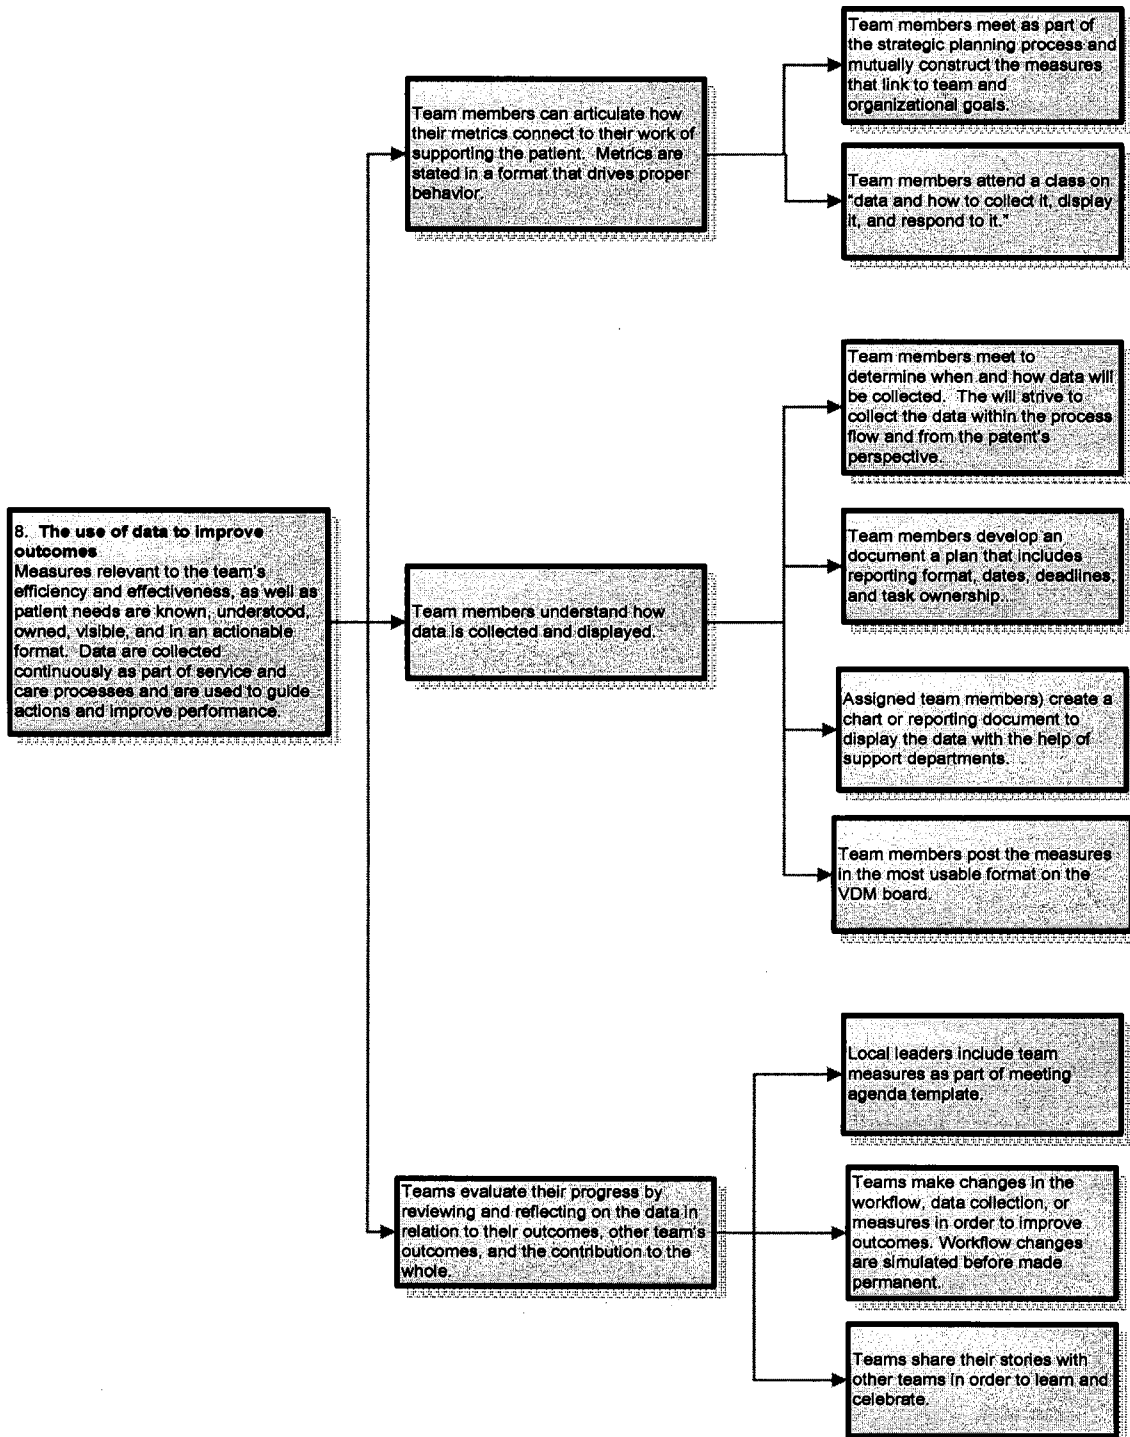 8. The use of data to improve
outcomes
Measures relevant to the team's
efficiency and effectiveness, as well as
patient needs are known, understood,
owned, visible, and in an actionable
format. Data are collected
continuously as part of service and
care processes and are used to guide
actions and improve performance.
Team members can articulate how
their metrics connect to their work of
supporting the patient. Metrics are
stated in a format that drives proper
behavior.
Team members meet as part of
the strategic planning process and
mutually construct the measures
that link to team and
organizational goals.
Team members attend a class on
"data and how to collect it, display
it, and respond to it."
Team members understand how
data is collected and displayed.
Team members meet to
determine when and how data will
be collected. The will strive to
collect the data within the process
flow and from the patent's
perspective.
Team members develop an
document a plan that includes
reporting format, dates, deadlines,
and task ownership..
Assigned team members) create a
chart or reporting document to
display the data with the help of
support departments.
Team members post the measures
in the most usable format on the
VDM board.
Teams evaluate their progress by
reviewing and reflecting on the data in
relation to their outcomes, other team's
outcomes, and the contribution to the
whole.
Local leaders include team
measures as part of meeting
agenda template.
Teams make changes in the
workflow, data collection, or
measures in order to improve
outcomes. Workflow changes
are simulated before made
permanent.
Teams share their stories with
other teams in order to learn and
celebrate.